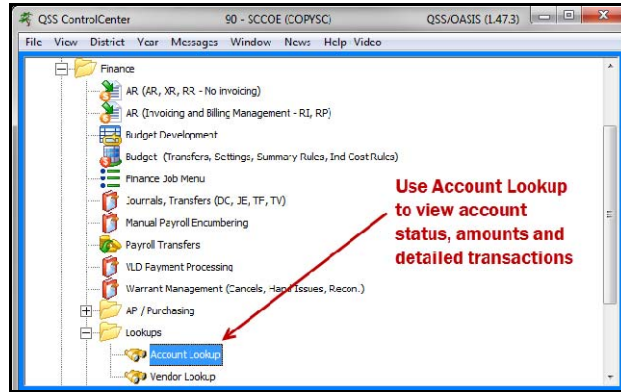 QSS ControlCenter 90 - SCCOE (COPYSC) QSS/OASIS (1.47.3)
File View District Year Messages Window News Help Video
Finance
AR (AR, XR, RR - No invoicing)
AR (Invoicing and Billing Management - RI, RP)
Budget Development
Budget (Transfers, Settings, Summary Rules, Ind Cost Rules)
Finance Job Menu
Journals, Transfers (DC, JE, TF, TV)
Manual Payroll Encumbering
Payroll Transfers
VLD Payment Processing
Warrant Management (Cancels, Hand Issues, Recon.)
AP / Purchasing
Lookups
Account Lookup
Vendor Lookup
Use Account Lookup
to view account
status, amounts and
detailed transactions